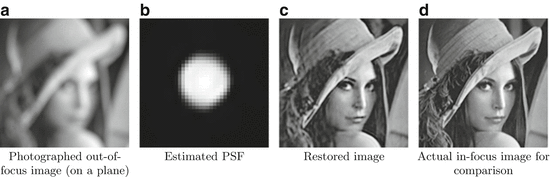 a
b
c
d
Photographed out-of-
focus image (on a plane)
Estimated PSF
Restored image
Actual in-focus image for
comparison